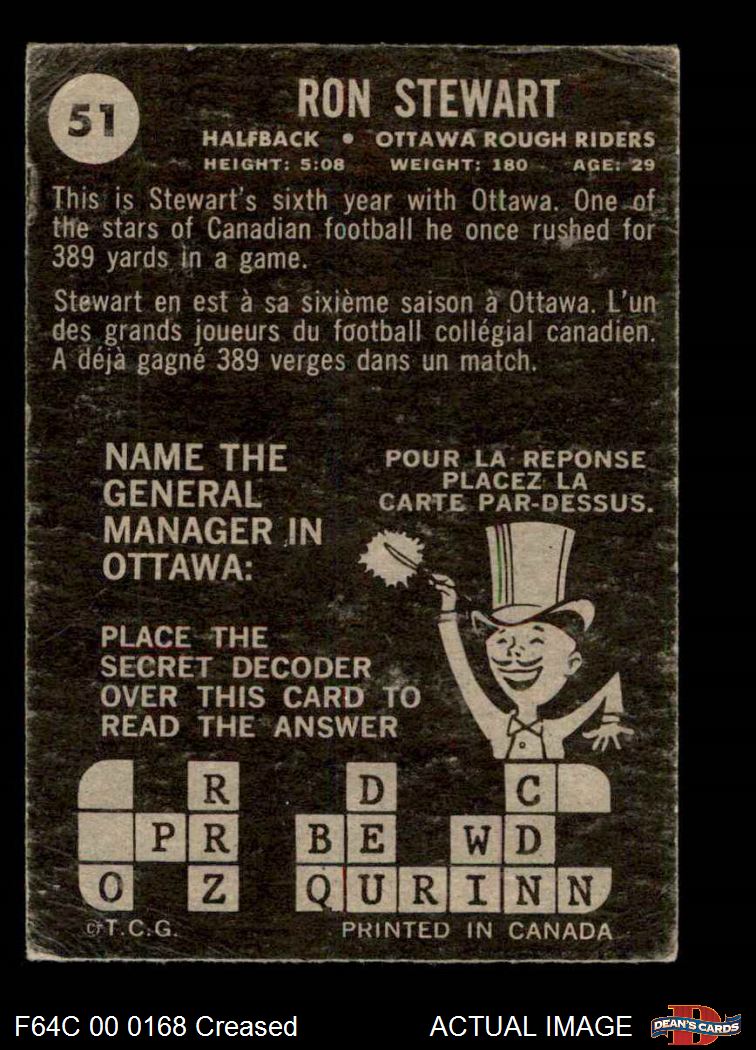 51
RON STEWART
HALFBACK • OTTAWA ROUGH RIDERS
HEIGHT: 5:08 WEIGHT: 180 AGE: 29
This is Stewart's sixth year with Ottawa. One of
the stars of Canadian football he once rushed for
389 yards in a game.
Stewart en est à sa sixième saison à Ottawa. L'un
des grands joueurs du football collégial canadien.
A déjà gagné 389 verges dans un match.
NAME THE
GENERAL
MANAGER IN
OTTAWA:
POUR LA REPONSE
PLACEZ LA
CARTE PAR-DESSUS.
PLACE THE
SECRET DECODER
OVER THIS CARD TO
READ THE ANSWER
R D C
P R B E W D
O Z Q U R I N N
© T.C.G. PRINTED IN CANADA
F64C 00 0168 Creased ACTUAL IMAGE
D
DEAN'S CARDS